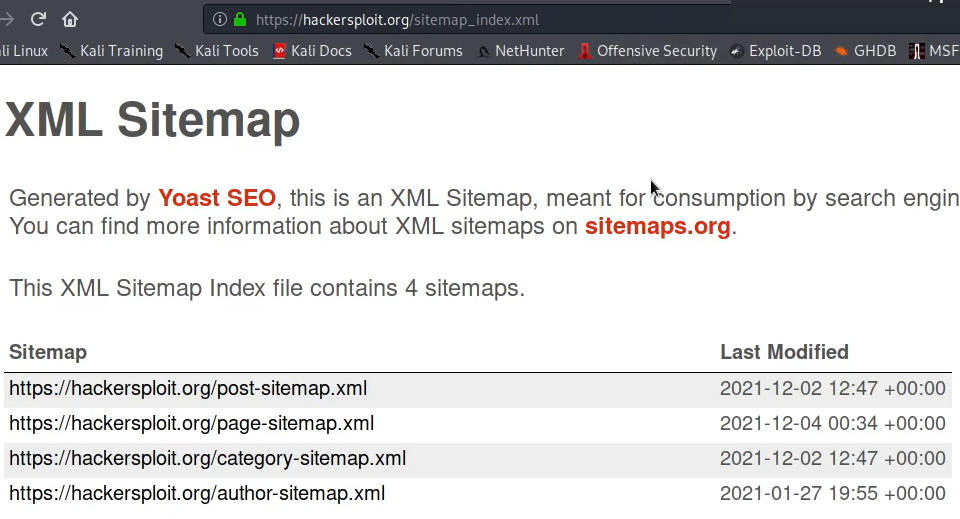 https://hackersploit.org/sitemap_index.xml
Linux Kali Training Kali Tools Kali Docs Kali Forums NetHunter Offensive Security Exploit-DB GHDB MSF
XML Sitemap
Generated by Yoast SEO, this is an XML Sitemap, meant for consumption by search engin
You can find more information about XML sitemaps on sitemaps.org.
This XML Sitemap Index file contains 4 sitemaps.
Sitemap Last Modified
https://hackersploit.org/post-sitemap.xml 2021-12-02 12:47 +00:00
https://hackersploit.org/page-sitemap.xml 2021-12-04 00:34 +00:00
https://hackersploit.org/category-sitemap.xml 2021-12-02 12:47 +00:00
https://hackersploit.org/author-sitemap.xml 2021-01-27 19:55 +00:00